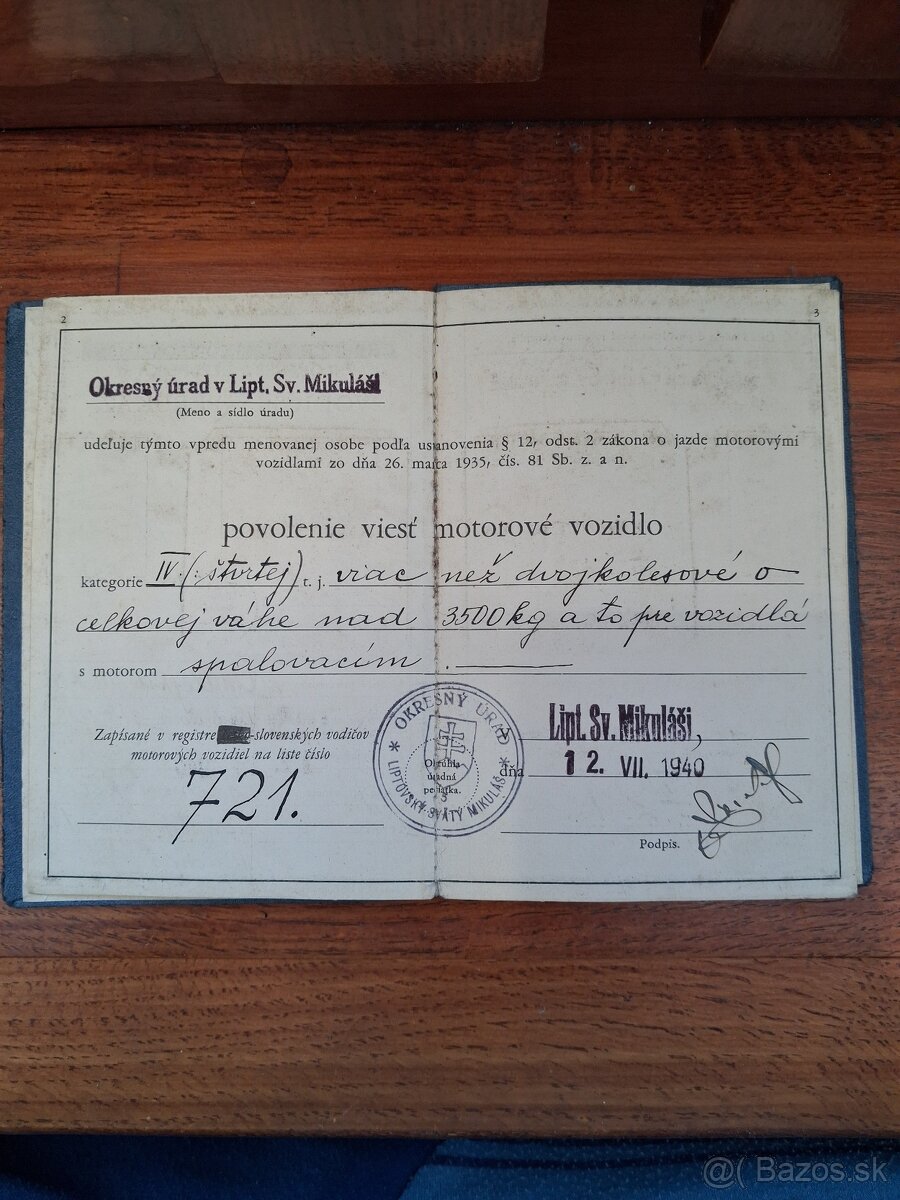 2
3
Okresný úrad v Lipt. Sv. Mikuláši
(Meno a sídlo úradu)
udeľuje týmto vpredu menovanej osobe podľa ustanovenia § 12, odst. 2 zákona o jazde motorovými
vozidlami zo dňa 26. marca 1935, čís. 81 Sb. z. a n.
povolenie viesť motorové vozidlo
kategorie IV. (štvrtej) t. j. viac než dvojkolesové o
celkovej váhe nad 3500 kg a to pre vozidlá
s motorom spalovacím.
Zapísané v registre -slovenských vodičov
motorových vozidiel na liste číslo
721.
* OKRESNÝ ÚRAD *
LIPTOVSKÝ SVÄTÝ MIKULÁŠ
Okrúhla
úradná
pečiatka.
Lipt. Sv. Mikuláši,
dňa 12. VII. 1940
Podpis.
@( Bazos.sk